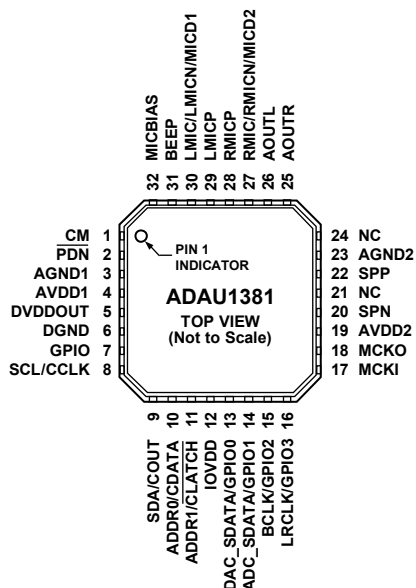 32 MICBIAS
31 BEEP
30 LMIC/LMICN/MICD1
29 LMICP
28 RMICP
27 RMIC/RMICN/MICD2
26 AOUTL
25 AOUTR
CM 1
PDN 2
AGND1 3
AVDD1 4
DVDDOUT 5
DGND 6
GPIO 7
SCL/CCLK 8
PIN 1
INDICATOR
ADAU1381
TOP VIEW
(Not to Scale)
24 NC
23 AGND2
22 SPP
21 NC
20 SPN
19 AVDD2
18 MCKO
17 MCKI
SDA/COUT 9
ADDR0/CDATA 10
ADDR1/CLATCH 11
IOVDD 12
DAC_SDATA/GPIO0 13
ADC_SDATA/GPIO1 14
BCLK/GPIO2 15
LRCLK/GPIO3 16